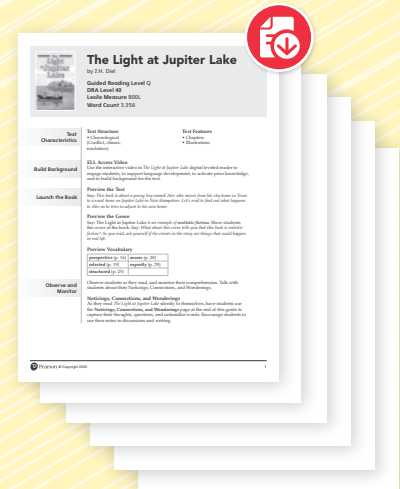 The Light at Jupiter Lake
by J.H. Diel
Guided Reading Level Q
DRA Level 40
Lexile Measure 800L
Word Count 3,356
Text
Characteristics
Text Structure
• Chronological
(Conflict, climax,
resolution)
Text Features
• Chapters
• Illustrations
Build Background
ELL Access Video
Use the interactive video in The Light at Jupiter Lake digital leveled reader to
engage students, to support language development, to activate prior knowledge,
and to build background for the text.
Launch the Book
Preview the Text
Say: This book is about a young boy named Alec who moves from his city home in Texas
to a rural home on Jupiter Lake in New Hampshire. Let's read to find out what happens
to Alec as he tries to adjust to his new home.
Preview the Genre
Say: The Light at Jupiter Lake is an example of realistic fiction (Show students
the cover of the book. Say: What about this cover tells you that this book is realistic
fiction? As you read, ask yourself if the events in the story are things that could happen
in real life.
Preview Vocabulary
perspective (p. 16) access (p. 28)
selected (p. 19) expertly (p. 28)
structured (p. 25)
Observe and
Monitor
Observe students as they read, and monitor their comprehension. Talk with
students about their Noticings, Connections, and Wonderings.
Noticings, Connections, and Wonderings
As they read The Light at Jupiter Lake silently to themselves, have students use
the Noticings, Connections, and Wonderings page at the end of this guide to
capture their thoughts, questions, and unfamiliar words. Encourage students to
use their notes in discussions and writing.
Pearson © Copyright 2020
1